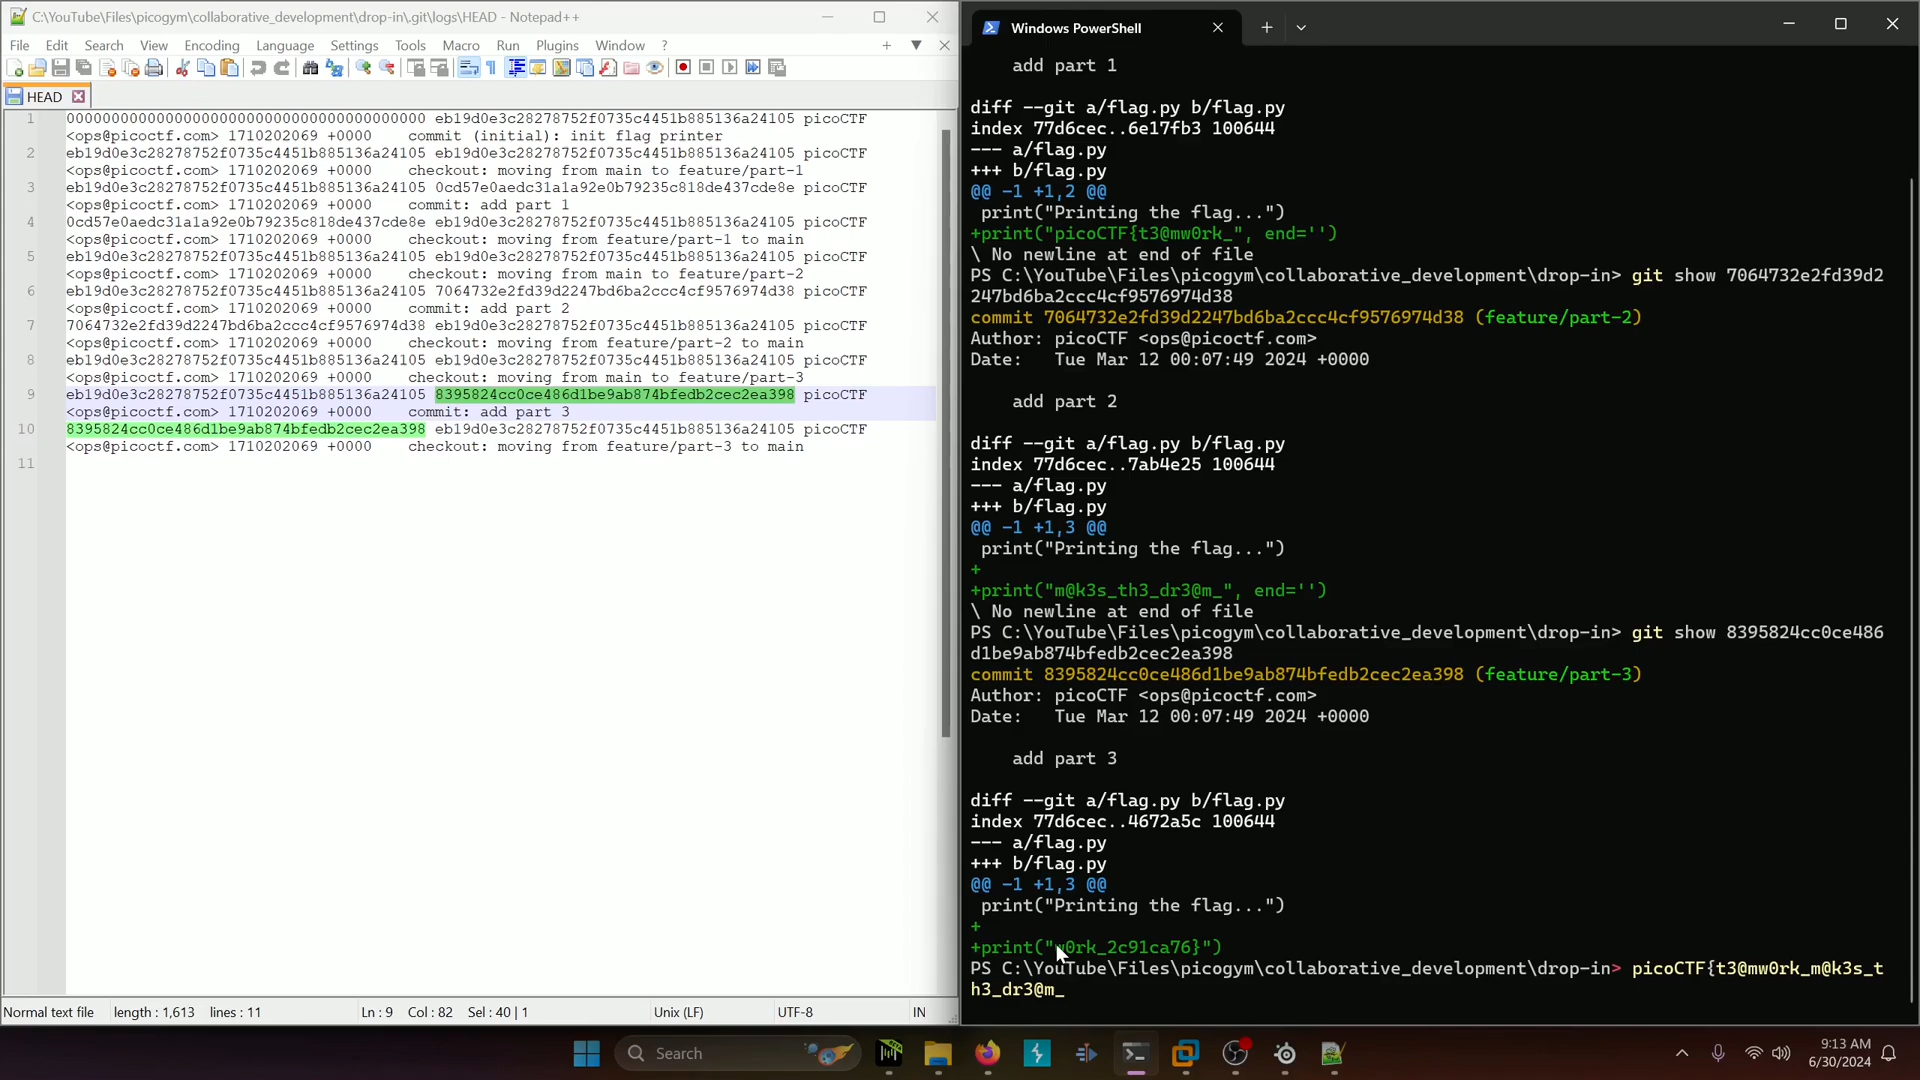 C:\YouTube\Files\picogym\collaborative_development\drop-in\.git\logs\HEAD - Notepad++
File Edit Search View Encoding Language Settings Tools Macro Run Plugins Window ?
HEAD
1 0000000000000000000000000000000000000000 eb19d0e3c28278752f0735c4451b885136a24105 picoCTF
<ops@picoctf.com> 1710202069 +0000 commit (initial): init flag printer
2 eb19d0e3c28278752f0735c4451b885136a24105 eb19d0e3c28278752f0735c4451b885136a24105 picoCTF
<ops@picoctf.com> 1710202069 +0000 checkout: moving from main to feature/part-1
3 eb19d0e3c28278752f0735c4451b885136a24105 0cd57e0aedc31a1a92e0b79235c818de437cde8e picoCTF
<ops@picoctf.com> 1710202069 +0000 commit: add part 1
4 0cd57e0aedc31a1a92e0b79235c818de437cde8e eb19d0e3c28278752f0735c4451b885136a24105 picoCTF
<ops@picoctf.com> 1710202069 +0000 checkout: moving from feature/part-1 to main
5 eb19d0e3c28278752f0735c4451b885136a24105 eb19d0e3c28278752f0735c4451b885136a24105 picoCTF
<ops@picoctf.com> 1710202069 +0000 checkout: moving from main to feature/part-2
6 eb19d0e3c28278752f0735c4451b885136a24105 7064732e2fd39d2247bd6ba2ccc4cf9576974d38 picoCTF
<ops@picoctf.com> 1710202069 +0000 commit: add part 2
7 7064732e2fd39d2247bd6ba2ccc4cf9576974d38 eb19d0e3c28278752f0735c4451b885136a24105 picoCTF
<ops@picoctf.com> 1710202069 +0000 checkout: moving from feature/part-2 to main
8 eb19d0e3c28278752f0735c4451b885136a24105 eb19d0e3c28278752f0735c4451b885136a24105 picoCTF
<ops@picoctf.com> 1710202069 +0000 checkout: moving from main to feature/part-3
9 eb19d0e3c28278752f0735c4451b885136a24105 8395824cc0ce486d1be9ab874bfedb2cec2ea398 picoCTF
<ops@picoctf.com> 1710202069 +0000 commit: add part 3
10 8395824cc0ce486d1be9ab874bfedb2cec2ea398 eb19d0e3c28278752f0735c4451b885136a24105 picoCTF
<ops@picoctf.com> 1710202069 +0000 checkout: moving from feature/part-3 to main
11
Normal text file length : 1,613 lines : 11 Ln : 9 Col : 82 Sel : 40 | 1 Unix (LF) UTF-8 IN
Windows PowerShell
add part 1
diff --git a/flag.py b/flag.py
index 77d6cec..6e17fb3 100644
--- a/flag.py
+++ b/flag.py
@@ -1 +1,2 @@
print("Printing the flag...")
+print("picoCTF{t3@mw0rk_", end='')
\ No newline at end of file
PS C:\YouTube\Files\picogym\collaborative_development\drop-in> git show 7064732e2fd39d2
247bd6ba2ccc4cf9576974d38
commit 7064732e2fd39d2247bd6ba2ccc4cf9576974d38 (feature/part-2)
Author: picoCTF <ops@picoctf.com>
Date: Tue Mar 12 00:07:49 2024 +0000
add part 2
diff --git a/flag.py b/flag.py
index 77d6cec..7ab4e25 100644
--- a/flag.py
+++ b/flag.py
@@ -1 +1,3 @@
print("Printing the flag...")
+
+print("m@k3s_th3_dr3@m_", end='')
\ No newline at end of file
PS C:\YouTube\Files\picogym\collaborative_development\drop-in> git show 8395824cc0ce486
d1be9ab874bfedb2cec2ea398
commit 8395824cc0ce486d1be9ab874bfedb2cec2ea398 (feature/part-3)
Author: picoCTF <ops@picoctf.com>
Date: Tue Mar 12 00:07:49 2024 +0000
add part 3
diff --git a/flag.py b/flag.py
index 77d6cec..4672a5c 100644
--- a/flag.py
+++ b/flag.py
@@ -1 +1,3 @@
print("Printing the flag...")
+
+print("w0rk_2c91ca76}")
PS C:\YouTube\Files\picogym\collaborative_development\drop-in> picoCTF{t3@mw0rk_m@k3s_t
h3_dr3@m_
Search
9:13 AM
6/30/2024